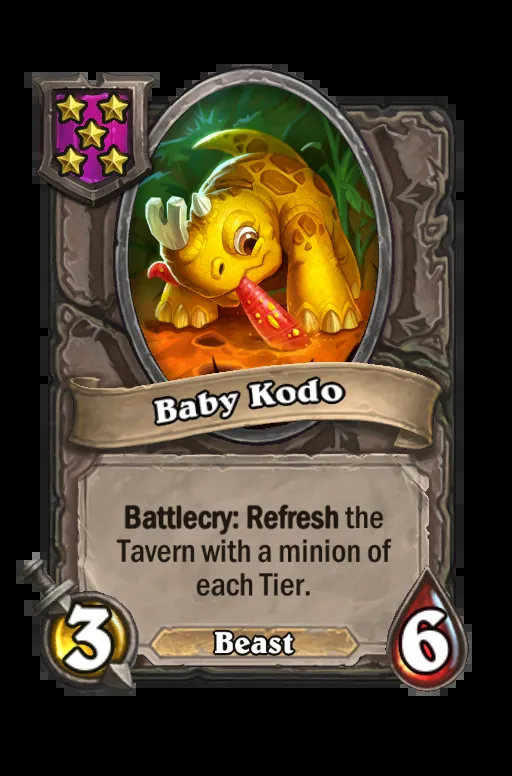 Baby Kodo
Battlecry: Refresh the
Tavern with a minion of
each Tier.
3
Beast
6